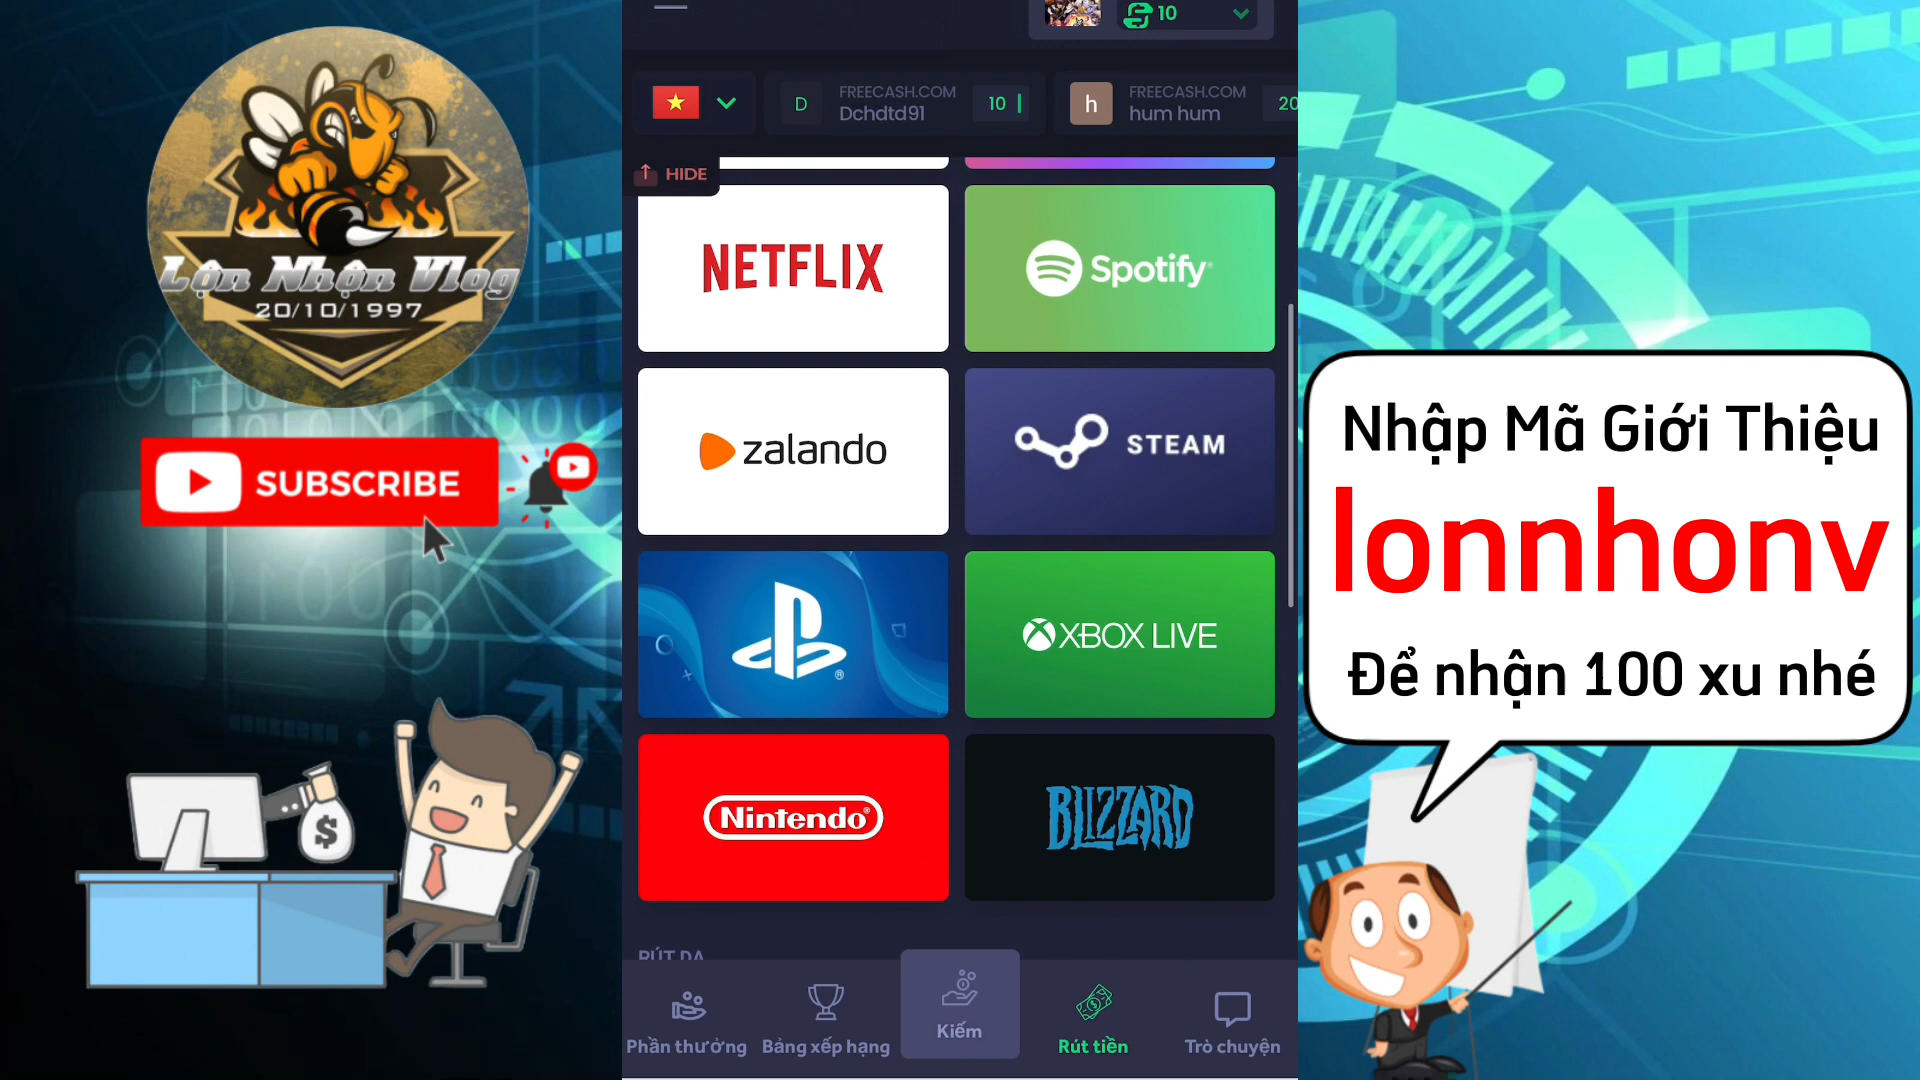 Lộn Nhộn Vlog
20/10/1997
SUBSCRIBE
$
10
D
FREECASH.COM
Dchdtd91
10
h
FREECASH.COM
hum hum
20
HIDE
NETFLIX
Spotify®
zalando
STEAM
®
XBOX LIVE
Nintendo®
BLIZZARD
Phần thưởng
Bảng xếp hạng
Kiếm
Rút tiền
Trò chuyện
Nhập Mã Giới Thiệu
lonnhonv
Để nhận 100 xu nhé